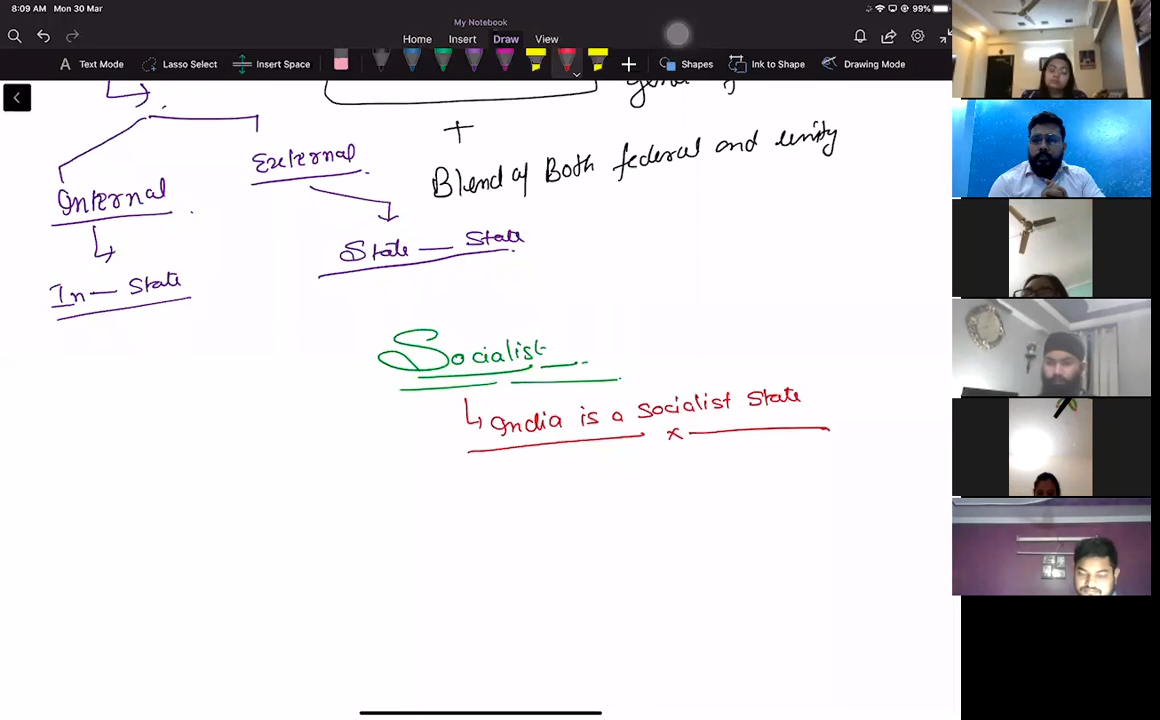 8:09 AM Mon 30 Mar
99%
My Notebook
Home Insert Draw View
Text Mode Lasso Select Insert Space Shapes Ink to Shape Drawing Mode
+
Blend of Both federal and unity
External
Internal
State — State
In — State
Socialist
India is a Socialist State
x